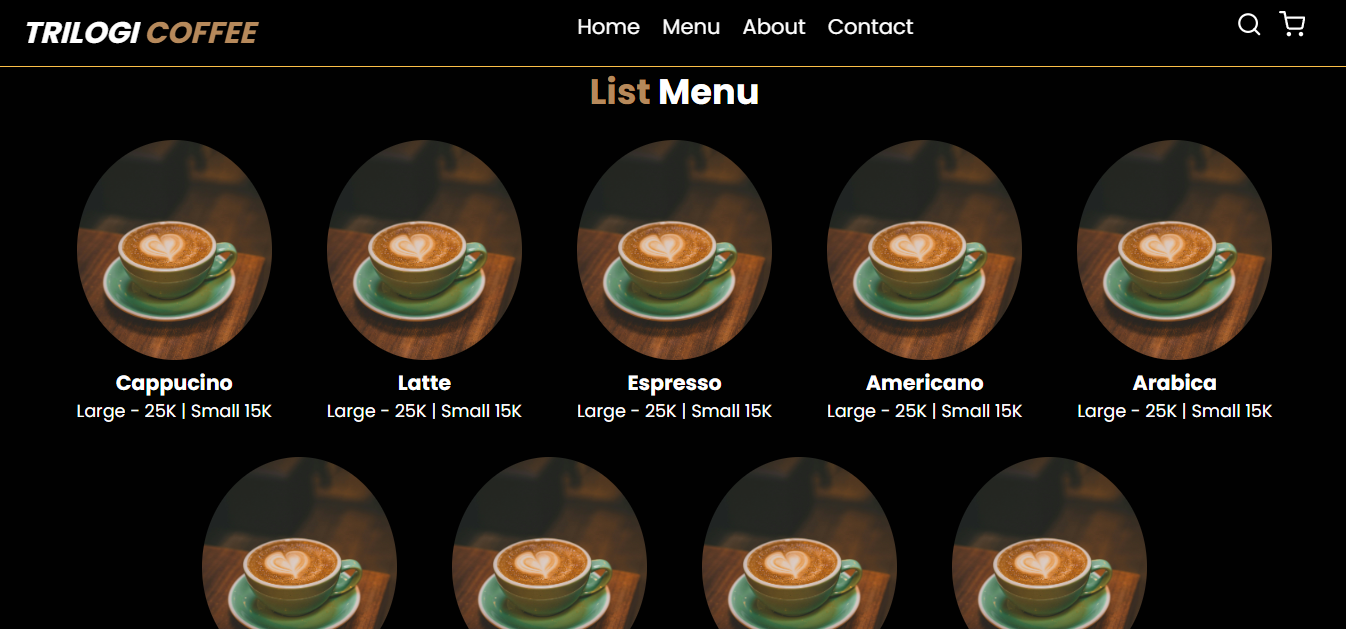 TRILOGI COFFEE
Home Menu About Contact
List Menu
Cappucino
Large - 25K | Small 15K
Latte
Large - 25K | Small 15K
Espresso
Large - 25K | Small 15K
Americano
Large - 25K | Small 15K
Arabica
Large - 25K | Small 15K